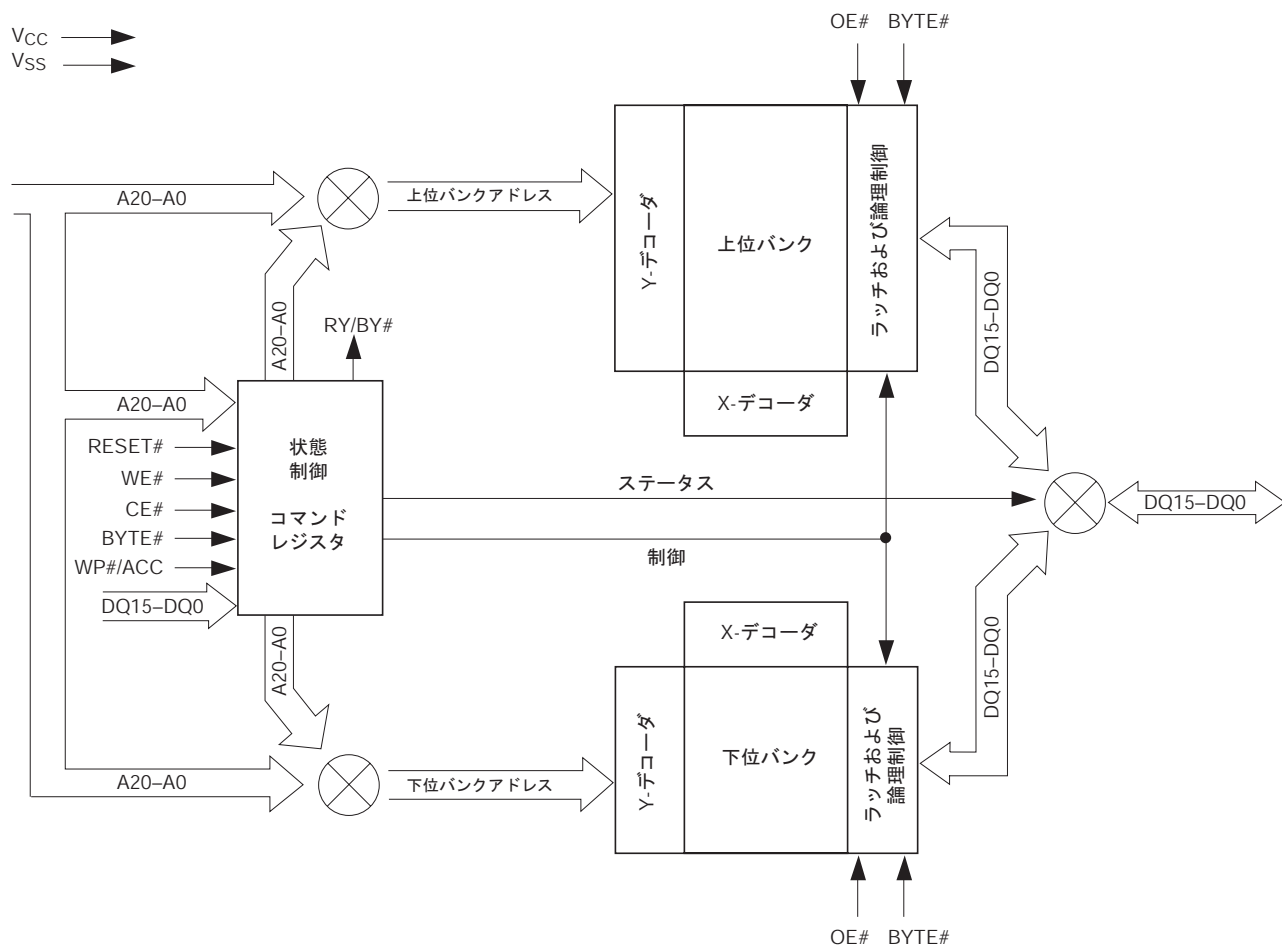 VCC
VSS
OE#
BYTE#
A20–A0
上位バンクアドレス
Y-デコーダ
上位バンク
ラッチおよび論理制御
DQ15–DQ0
X-デコーダ
A20–A0
RY/BY#
A20–A0
RESET#
WE#
CE#
BYTE#
WP#/ACC
DQ15–DQ0
状態
制御
コマンド
レジスタ
ステータス
制御
DQ15–DQ0
A20–A0
A20–A0
下位バンクアドレス
X-デコーダ
Y-デコーダ
下位バンク
ラッチおよび
論理制御
DQ15–DQ0
OE#
BYTE#